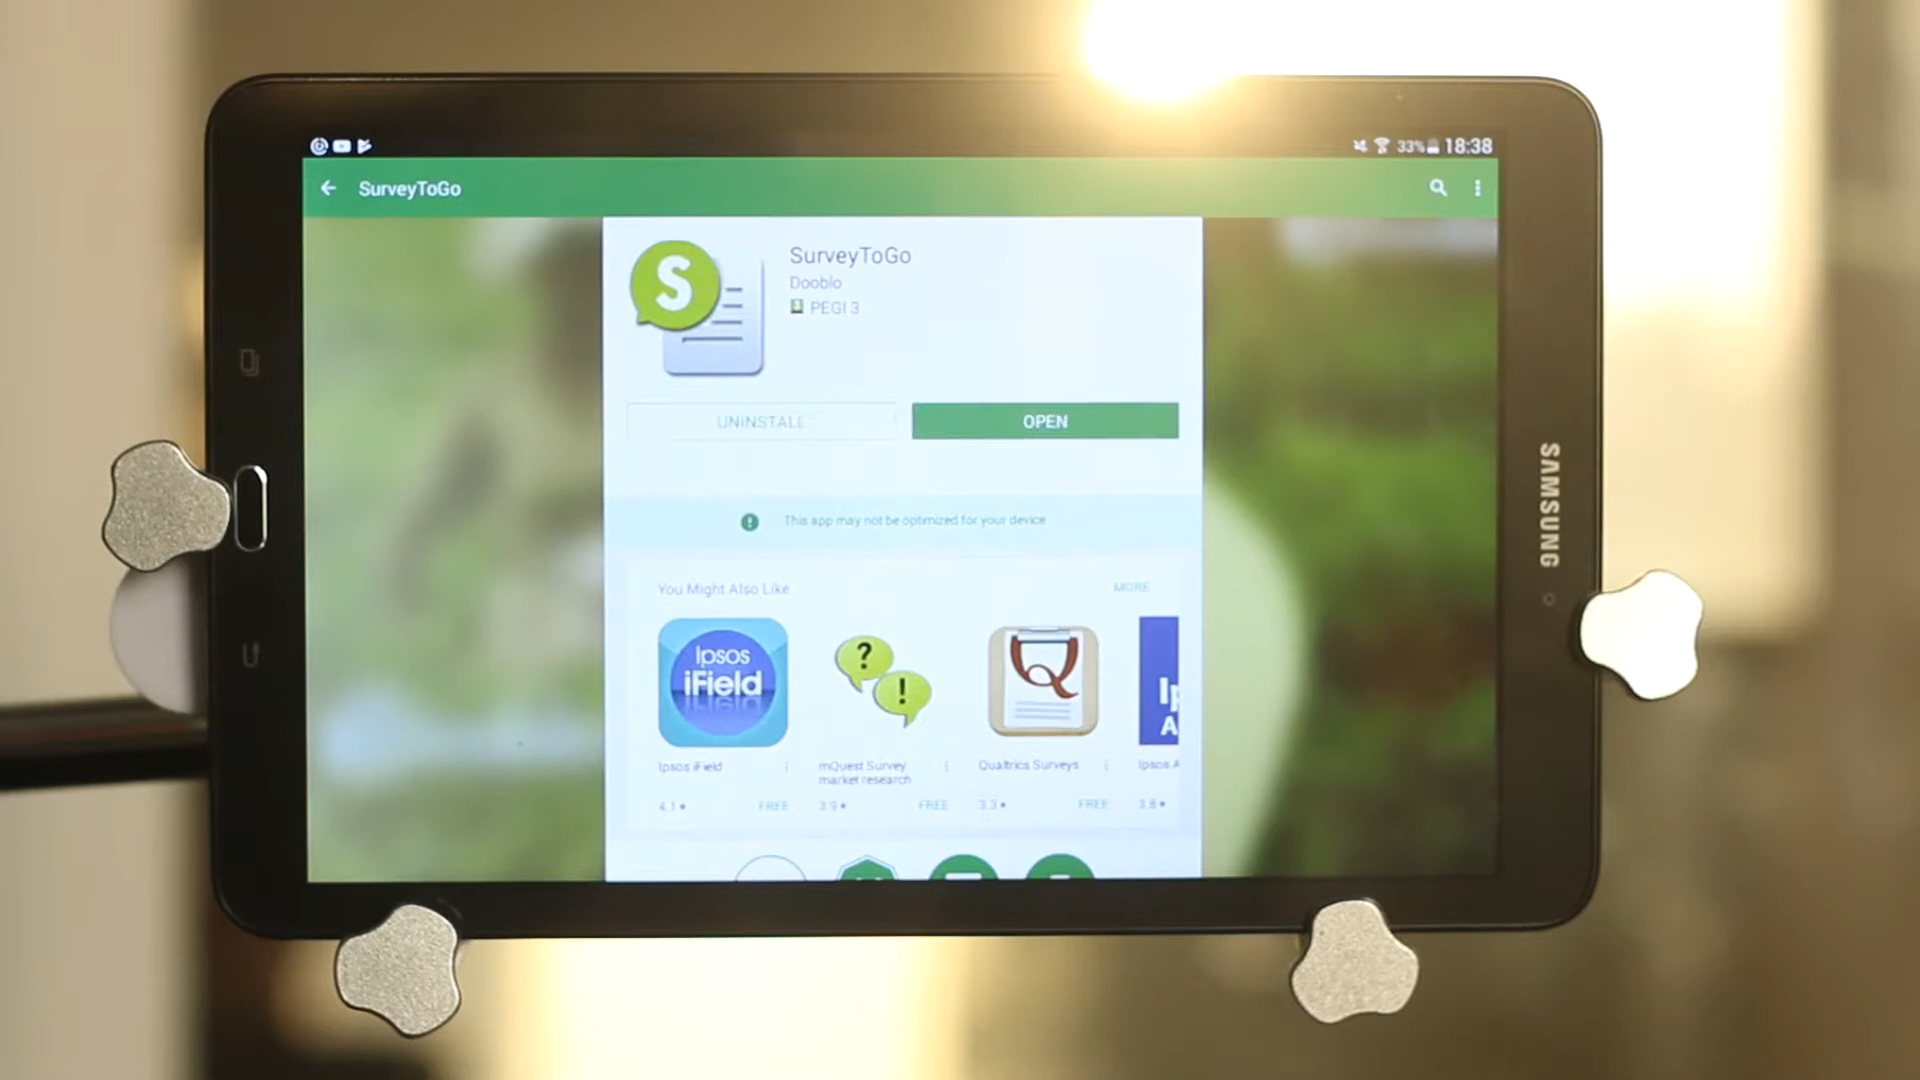 33% 18:38
SurveyToGo
SurveyToGo
Dooblo
PEGI 3
UNINSTALL
OPEN
This app may not be optimized for your device
You Might Also Like
MORE
Ipsos
iField
?
!
Q
Ipsos iField
mQuest Survey
market research
Qualtrics Surveys
Ipsos A
4.1
FREE
3.9
FREE
3.3
FREE
3.8
SAMSUNG
S